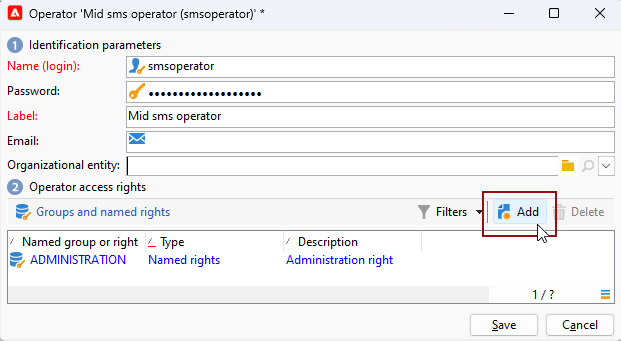 Operator 'Mid sms operator (smsoperator)' *
1 Identification parameters
Name (login): smsoperator
Password: ●●●●●●●●●●●●●●●●●●●
Label: Mid sms operator
Email:
Organizational entity:
2 Operator access rights
Groups and named rights Filters Add Delete
Named group or right Type Description
ADMINISTRATION Named rights Administration right
1 / ?
Save Cancel